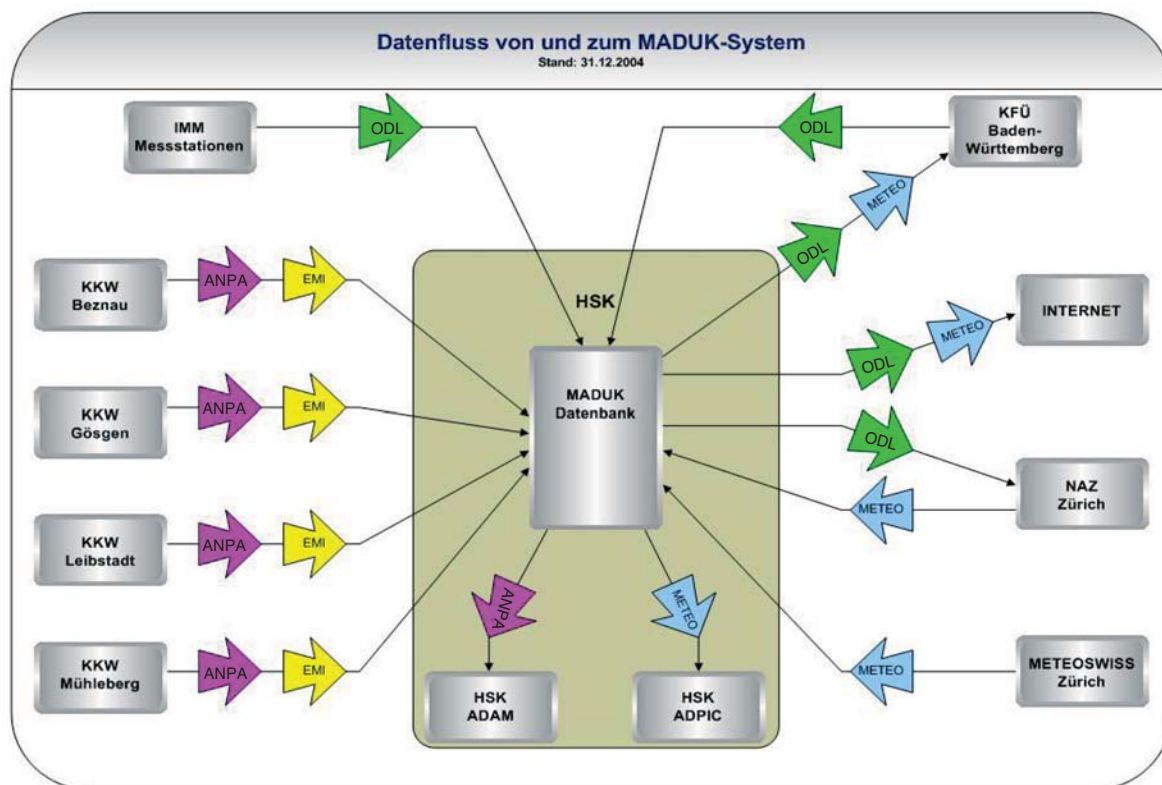 Datenfluss von und zum MADUK-System
Stand: 31.12.2004
IMM
Messstationen
ODL
ODL
KFÜ
Baden-
Württemberg
METEO
ODL
KKW
Beznau
ANPA
EMI
HSK
INTERNET
METEO
ODL
MADUK
Datenbank
KKW
Gösgen
ANPA
EMI
ODL
NAZ
Zürich
METEO
KKW
Leibstadt
ANPA
EMI
ANPA
METEO
KKW
Mühleberg
ANPA
EMI
HSK
ADAM
HSK
ADPIC
METEO
METEOSWISS
Zürich